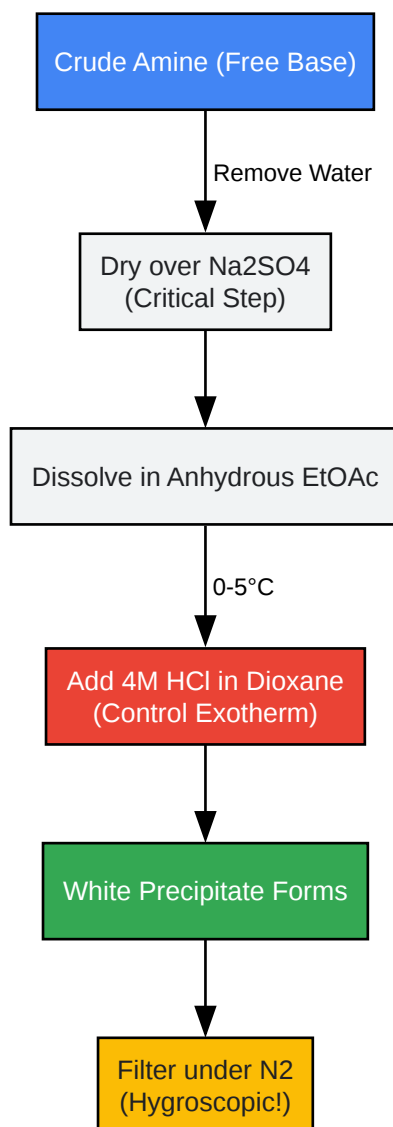 Crude Amine (Free Base)
Remove Water
Dry over Na2SO4
(Critical Step)
Dissolve in Anhydrous EtOAc
0-5°C
Add 4M HCl in Dioxane
(Control Exotherm)
White Precipitate Forms
Filter under N2
(Hygroscopic!)